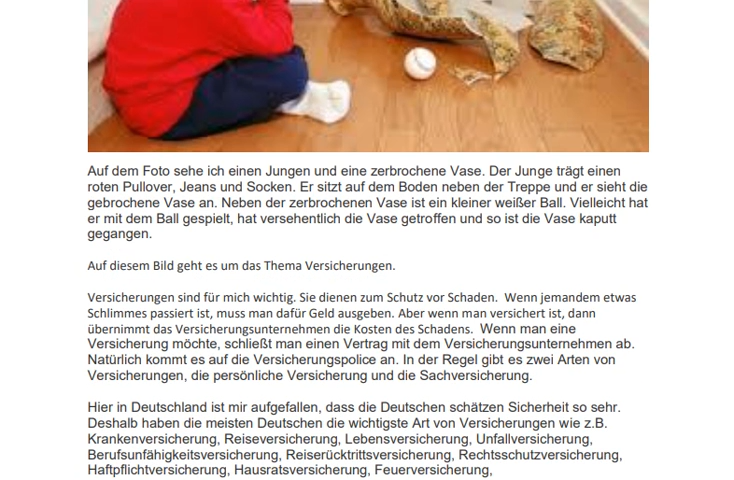 Auf dem Foto sehe ich einen Jungen und eine zerbrochene Vase. Der Junge trägt einen
roten Pullover, Jeans und Socken. Er sitzt auf dem Boden neben der Treppe und er sieht die
gebrochene Vase an. Neben der zerbrochenen Vase ist ein kleiner weißer Ball. Vielleicht hat
er mit dem Ball gespielt, hat versehentlich die Vase getroffen und so ist die Vase kaputt
gegangen.
Auf diesem Bild geht es um das Thema Versicherungen.
Versicherungen sind für mich wichtig. Sie dienen zum Schutz vor Schaden. Wenn jemandem etwas
Schlimmes passiert ist, muss man dafür Geld ausgeben. Aber wenn man versichert ist, dann
übernimmt das Versicherungsunternehmen die Kosten des Schadens. Wenn man eine
Versicherung möchte, schließt man einen Vertrag mit dem Versicherungsunternehmen ab.
Natürlich kommt es auf die Versicherungspolice an. In der Regel gibt es zwei Arten von
Versicherungen, die persönliche Versicherung und die Sachversicherung.
Hier in Deutschland ist mir aufgefallen, dass die Deutschen schätzen Sicherheit so sehr.
Deshalb haben die meisten Deutschen die wichtigste Art von Versicherungen wie z.B.
Krankenversicherung, Reiseversicherung, Lebensversicherung, Unfallversicherung,
Berufsunfähigkeitsversicherung, Reiserücktrittsversicherung, Rechtsschutzversicherung,
Haftpflichtversicherung, Hausratsversicherung, Feuerversicherung,